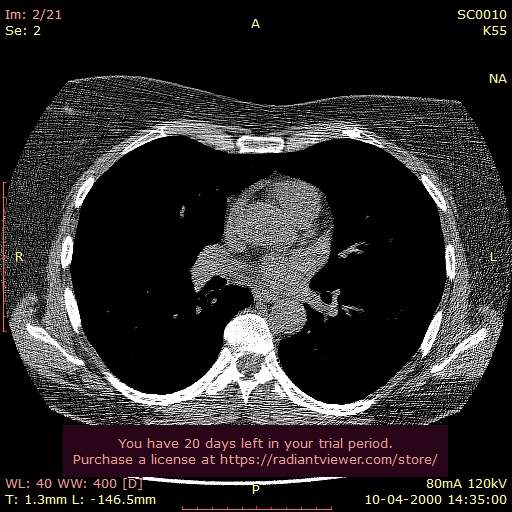 Im: 2/21
Se: 2
A
SC0010
K55
NA
R
L
You have 20 days left in your trial period.
Purchase a license at https://radiantviewer.com/store/
WL: 40 WW: 400 [D]
T: 1.3mm L: -146.5mm
P
80mA 120kV
10-04-2000 14:35:00